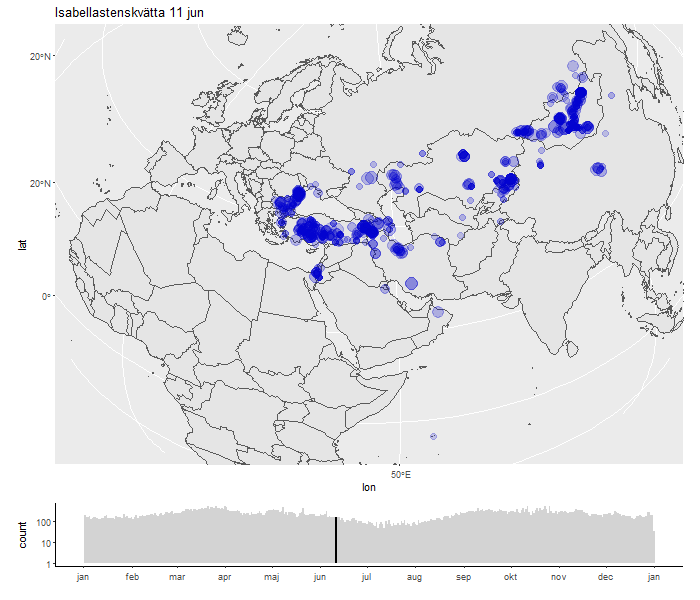 Isabellastenskvätta 11 jun
20°N
20°N
0°
lat
50°E
lon
count
100
10
1
jan feb mar apr maj jun jul aug sep okt nov dec jan